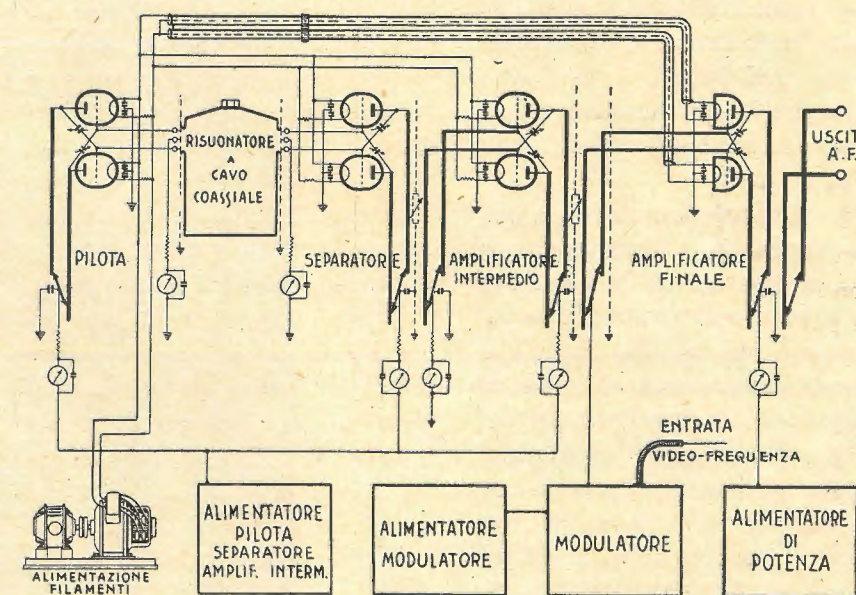 RISUONATORE
A
CAVO
COASSIALE
USCIT
A.F.
PILOTA
SEPARATORE
AMPLIFICATORE
INTERMEDIO
AMPLIFICATORE
FINALE
ENTRATA
VIDEO-FREQUENZA
ALIMENTAZIONE
FILAMENTI
ALIMENTATORE
PILOTA
SEPARATORE
AMPLIF. INTERM.
ALIMENTATORE
MODULATORE
MODULATORE
ALIMENTATORE
DI
POTENZA